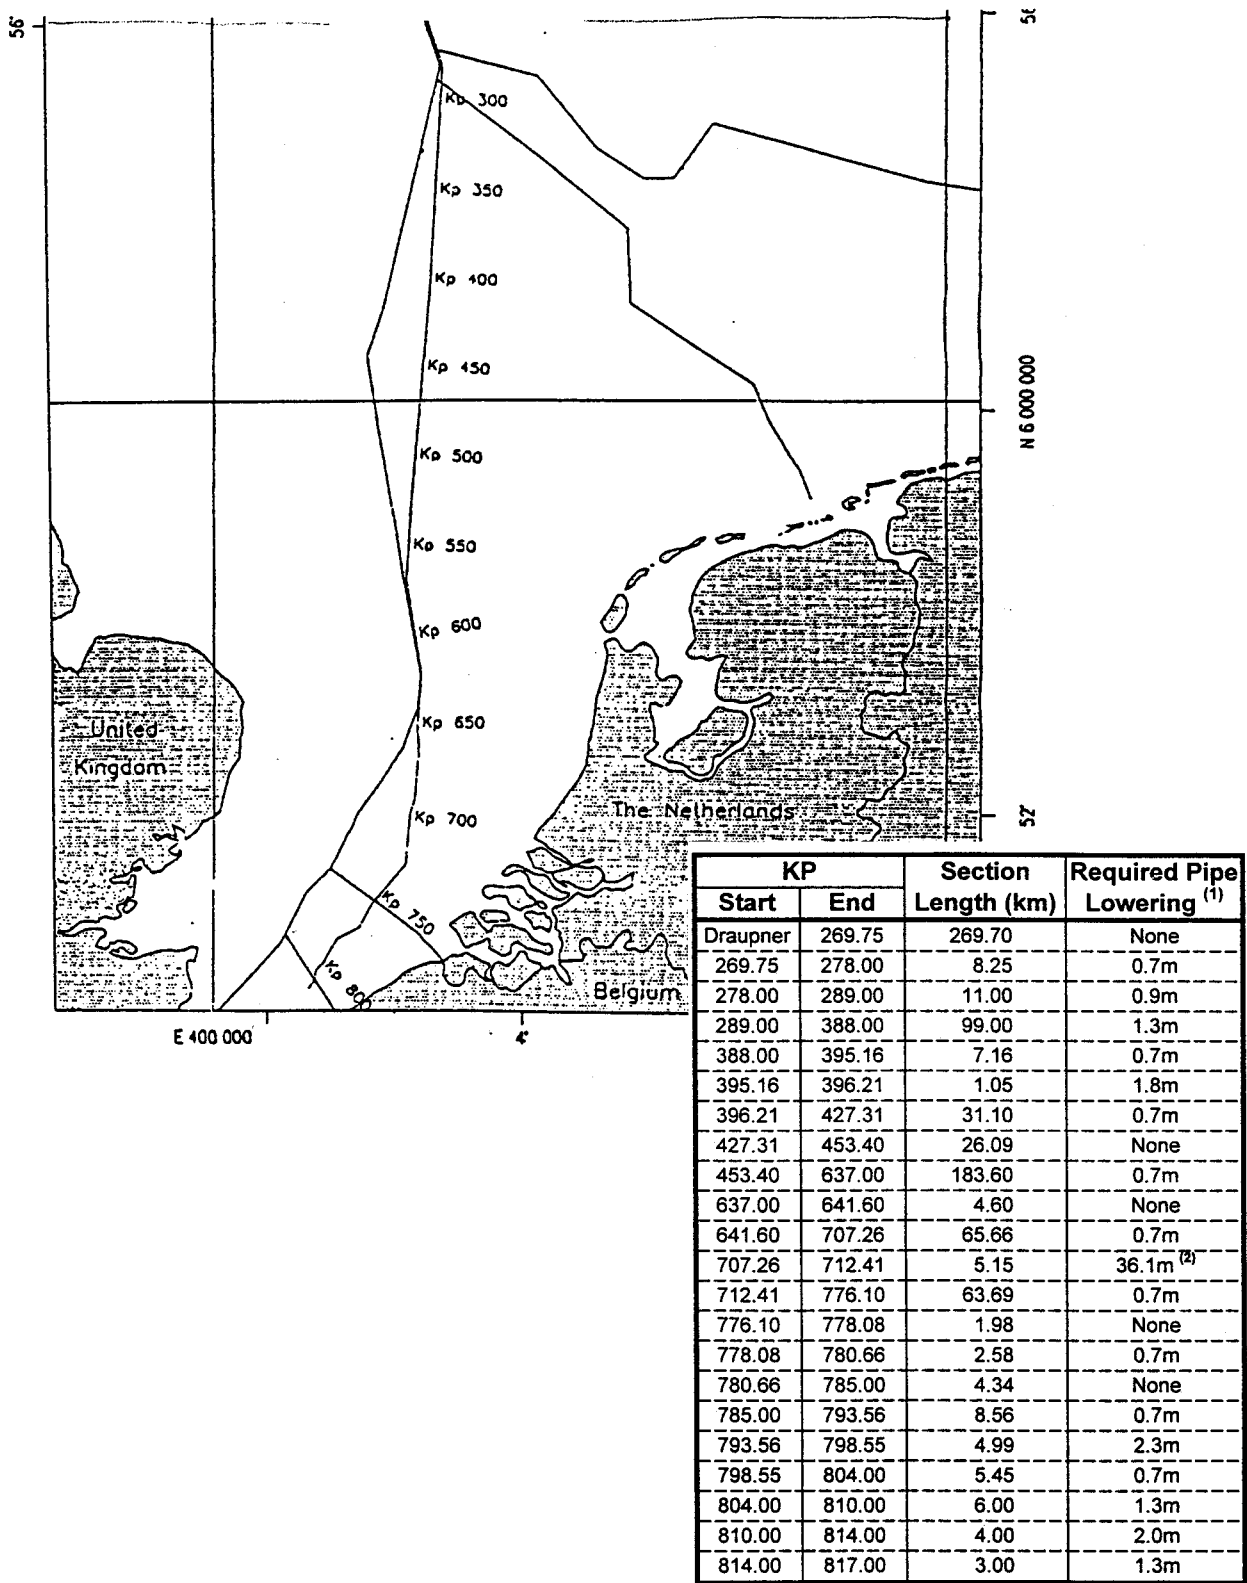 56°
56
Kp 300
Kp 350
Kp 400
Kp 450
N 6 000 000
Kp 500
Kp 550
Kp 600
Kp 650
United
Kingdom
Kp 700
The Netherlands
52°
Kp 750
Kp 800
Belgium
E 400 000
4°
KP Section Required Pipe
Start End Length (km) Lowering (1)
Draupner 269.75 269.70 None
269.75 278.00 8.25 0.7m
278.00 289.00 11.00 0.9m
289.00 388.00 99.00 1.3m
388.00 395.16 7.16 0.7m
395.16 396.21 1.05 1.8m
396.21 427.31 31.10 0.7m
427.31 453.40 26.09 None
453.40 637.00 183.60 0.7m
637.00 641.60 4.60 None
641.60 707.26 65.66 0.7m
707.26 712.41 5.15 36.1m (2)
712.41 776.10 63.69 0.7m
776.10 778.08 1.98 None
778.08 780.66 2.58 0.7m
780.66 785.00 4.34 None
785.00 793.56 8.56 0.7m
793.56 798.55 4.99 2.3m
798.55 804.00 5.45 0.7m
804.00 810.00 6.00 1.3m
810.00 814.00 4.00 2.0m
814.00 817.00 3.00 1.3m